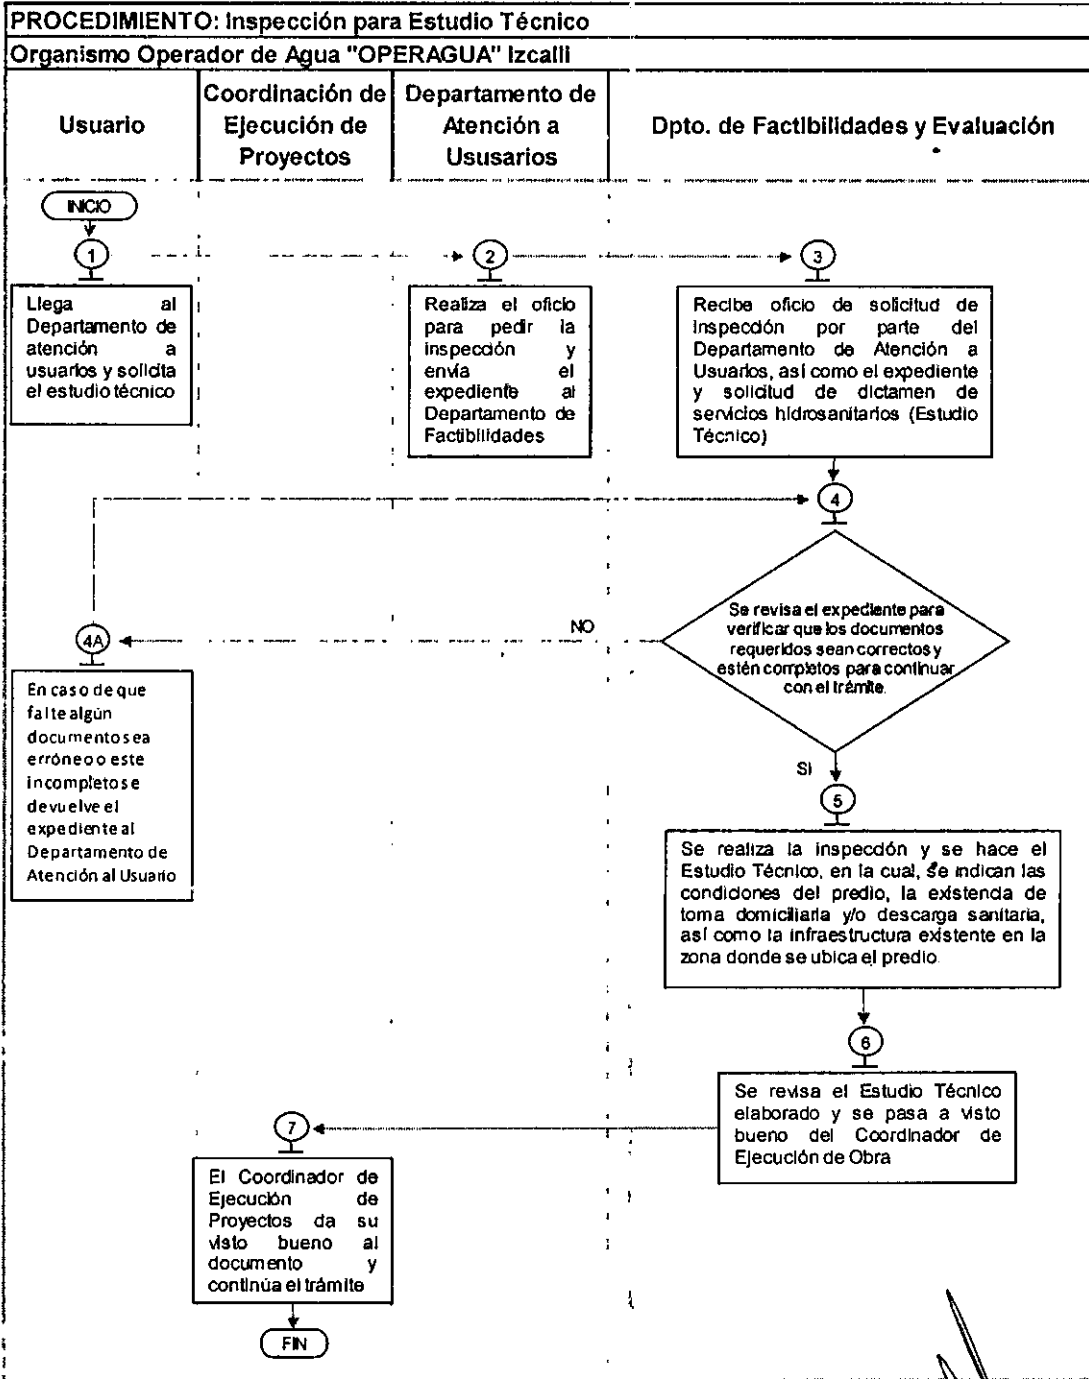 PROCEDIMIENTO: Inspección para Estudio Técnico
Organismo Operador de Agua "OPERAGUA" Izcalli
Usuario
Coordinación de
Ejecución de
Proyectos
Departamento de
Atención a
Ususarios
Dpto. de Factibilidades y Evaluación
INICIO
1
2
3
Llega al
Departamento de
atención a
usuarios y solicita
el estudio técnico
Realiza el oficio
para pedir la
inspección y
envía el
expediente al
Departamento de
Factibilidades
Recibe oficio de solicitud de
Inspección por parte del
Departamento de Atención a
Usuarios, así como el expediente
y solicitud de dictamen de
servicios hidrosanitarios (Estudio
Técnico)
4
Se revisa el expediente para
verificar que los documentos
requeridos sean correctos y
estén completos para continuar
con el trámite.
NO
4A
En caso de que
falte algún
documento sea
erróneo o este
incompleto se
devuelve el
expediente al
Departamento de
Atención al Usuario
SI
5
Se realiza la inspección y se hace el
Estudio Técnico, en la cual, se indican las
condiciones del predio, la existencia de
toma domiciliaria y/o descarga sanitaria,
así como la infraestructura existente en la
zona donde se ubica el predio.
6
Se revisa el Estudio Técnico
elaborado y se pasa a visto
bueno del Coordinador de
Ejecución de Obra
7
El Coordinador de
Ejecución de
Proyectos da su
visto bueno al
documento y
continúa el trámite
FIN